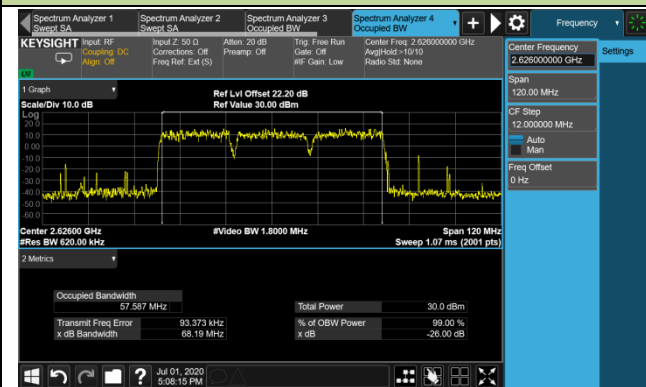 Spectrum Analyzer 1 Spectrum Analyzer 2 Spectrum Analyzer 3 Spectrum Analyzer 4 Frequency
Swept SA Swept SA Occupied BW Occupied BW
KEYSIGHT Input: RF Input Z: 50 Ω Atten: 20 dB Trig: Free Run Center Freq: 2.626000000 GHz
Coupling: DC Corrections: Off Preamp: Off Gate: Off Avg|Hold:>10/10
Align: Off Freq Ref: Ext (S) #IF Gain: Low Radio Std: None
LXI
Center Frequency Settings
2.626000000 GHz
Span
120.00 MHz
CF Step
12.000000 MHz
Auto
Man
Freq Offset
0 Hz
1 Graph Ref Lvl Offset 22.20 dB
Scale/Div 10.0 dB Ref Value 30.00 dBm
Log
20.0
10.0
0.00
-10.0
-20.0
-30.0
-40.0
-50.0
-60.0
Center 2.62600 GHz #Video BW 1.8000 MHz Span 120 MHz
#Res BW 620.00 kHz Sweep 1.07 ms (2001 pts)
2 Metrics
Occupied Bandwidth
57.587 MHz Total Power 30.0 dBm
Transmit Freq Error 93.373 kHz % of OBW Power 99.00 %
x dB Bandwidth 68.19 MHz x dB -26.00 dB
? Jul 01, 2020
5:08:15 PM